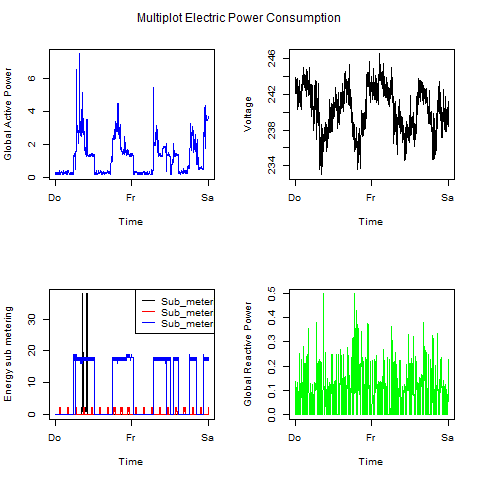 Multiplot Electric Power Consumption
Global Active Power
0 2 4 6
Do Fr Sa
Time
Voltage
234 238 242 246
Do Fr Sa
Time
Energy sub metering
0 10 20 30
Sub_meter
Sub_meter
Sub_meter
Do Fr Sa
Time
Global Reactive Power
0.0 0.1 0.2 0.3 0.4 0.5
Do Fr Sa
Time